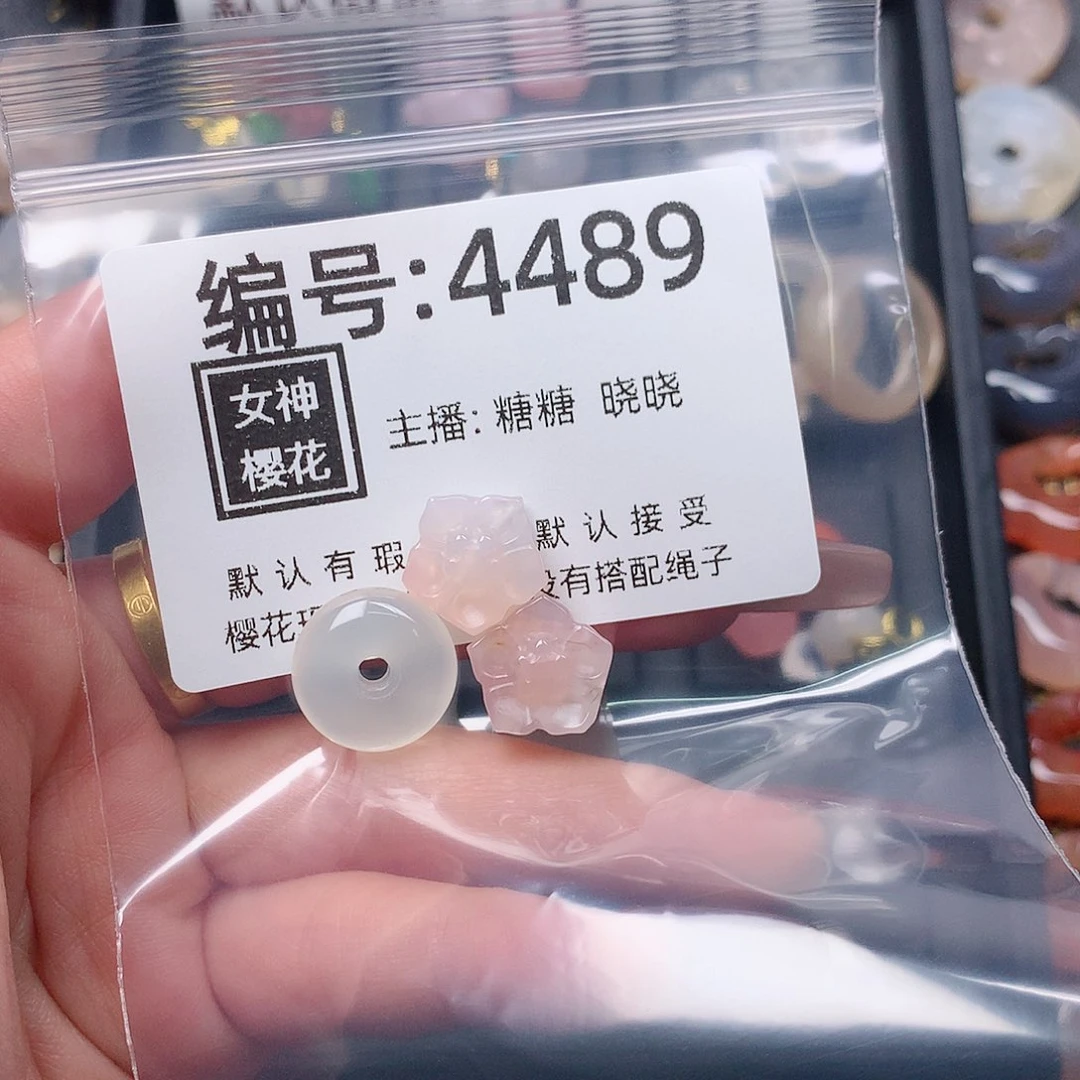 编号:4489
女神
樱花
主播: 糖糖 晓晓
默认有瑕 默认接受
樱花 没有搭配绳子